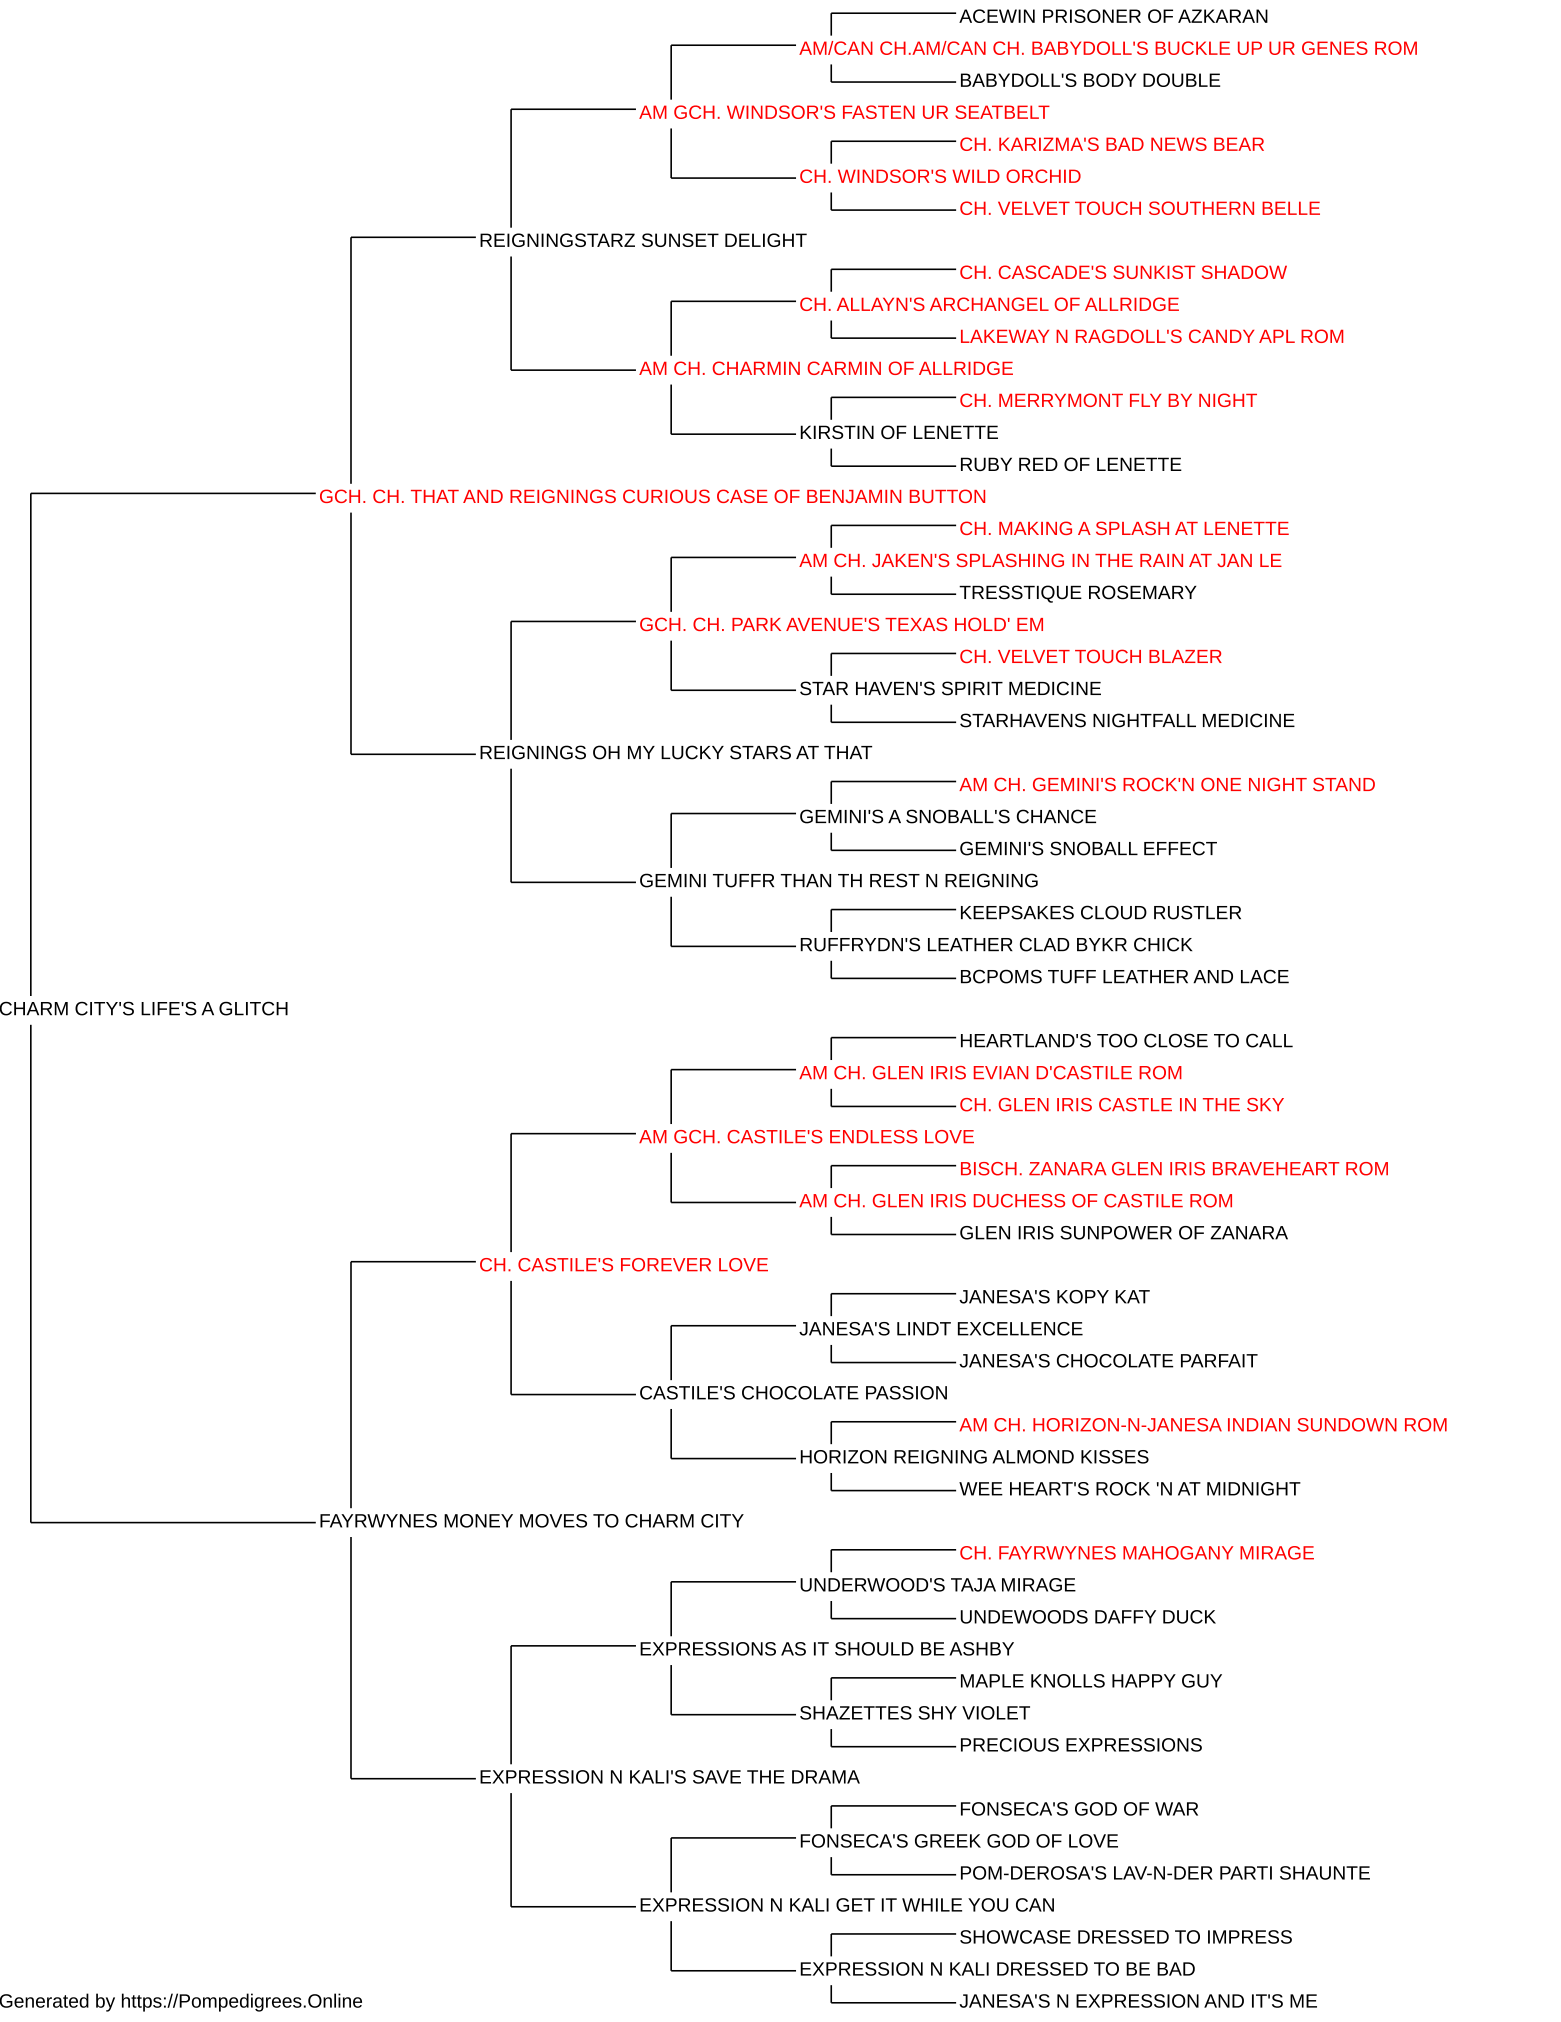 ACEWIN PRISONER OF AZKARAN
AM/CAN CH.AM/CAN CH. BABYDOLL'S BUCKLE UP UR GENES ROM
BABYDOLL'S BODY DOUBLE
AM GCH. WINDSOR'S FASTEN UR SEATBELT
CH. KARIZMA'S BAD NEWS BEAR
CH. WINDSOR'S WILD ORCHID
CH. VELVET TOUCH SOUTHERN BELLE
REIGNINGSTARZ SUNSET DELIGHT
CH. CASCADE'S SUNKIST SHADOW
CH. ALLAYN'S ARCHANGEL OF ALLRIDGE
LAKEWAY N RAGDOLL'S CANDY APL ROM
AM CH. CHARMIN CARMIN OF ALLRIDGE
CH. MERRYMONT FLY BY NIGHT
KIRSTIN OF LENETTE
RUBY RED OF LENETTE
GCH. CH. THAT AND REIGNINGS CURIOUS CASE OF BENJAMIN BUTTON
CH. MAKING A SPLASH AT LENETTE
AM CH. JAKEN'S SPLASHING IN THE RAIN AT JAN LE
TRESSTIQUE ROSEMARY
GCH. CH. PARK AVENUE'S TEXAS HOLD' EM
CH. VELVET TOUCH BLAZER
STAR HAVEN'S SPIRIT MEDICINE
STARHAVENS NIGHTFALL MEDICINE
REIGNINGS OH MY LUCKY STARS AT THAT
AM CH. GEMINI'S ROCK'N ONE NIGHT STAND
GEMINI'S A SNOBALL'S CHANCE
GEMINI'S SNOBALL EFFECT
GEMINI TUFFR THAN TH REST N REIGNING
KEEPSAKES CLOUD RUSTLER
RUFFRYDN'S LEATHER CLAD BYKR CHICK
BCPOMS TUFF LEATHER AND LACE
CHARM CITY'S LIFE'S A GLITCH
HEARTLAND'S TOO CLOSE TO CALL
AM CH. GLEN IRIS EVIAN D'CASTILE ROM
CH. GLEN IRIS CASTLE IN THE SKY
AM GCH. CASTILE'S ENDLESS LOVE
BISCH. ZANARA GLEN IRIS BRAVEHEART ROM
AM CH. GLEN IRIS DUCHESS OF CASTILE ROM
GLEN IRIS SUNPOWER OF ZANARA
CH. CASTILE'S FOREVER LOVE
JANESA'S KOPY KAT
JANESA'S LINDT EXCELLENCE
JANESA'S CHOCOLATE PARFAIT
CASTILE'S CHOCOLATE PASSION
AM CH. HORIZON-N-JANESA INDIAN SUNDOWN ROM
HORIZON REIGNING ALMOND KISSES
WEE HEART'S ROCK 'N AT MIDNIGHT
FAYRWYNES MONEY MOVES TO CHARM CITY
CH. FAYRWYNES MAHOGANY MIRAGE
UNDERWOOD'S TAJA MIRAGE
UNDEWOODS DAFFY DUCK
EXPRESSIONS AS IT SHOULD BE ASHBY
MAPLE KNOLLS HAPPY GUY
SHAZETTES SHY VIOLET
PRECIOUS EXPRESSIONS
EXPRESSION N KALI'S SAVE THE DRAMA
FONSECA'S GOD OF WAR
FONSECA'S GREEK GOD OF LOVE
POM-DEROSA'S LAV-N-DER PARTI SHAUNTE
EXPRESSION N KALI GET IT WHILE YOU CAN
SHOWCASE DRESSED TO IMPRESS
EXPRESSION N KALI DRESSED TO BE BAD
JANESA'S N EXPRESSION AND IT'S ME
Generated by https://Pompedigrees.Online